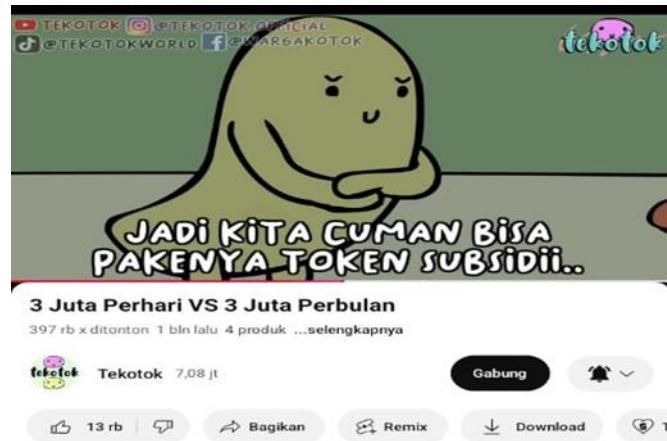 TEKOTOK @TEKOTOK.OFFICIAL
@TEKOTOKWORLD @WARGAKOTOK
tekotok
JADI KITA CUMAN BISA
PAKENYA TOKEN SUBSIDII..
3 Juta Perhari VS 3 Juta Perbulan
397 rb x ditonton 1 bln lalu 4 produk ...selengkapnya
tekotok
Tekotok 7,08 jt
Gabung
13 rb
Bagikan
Remix
Download